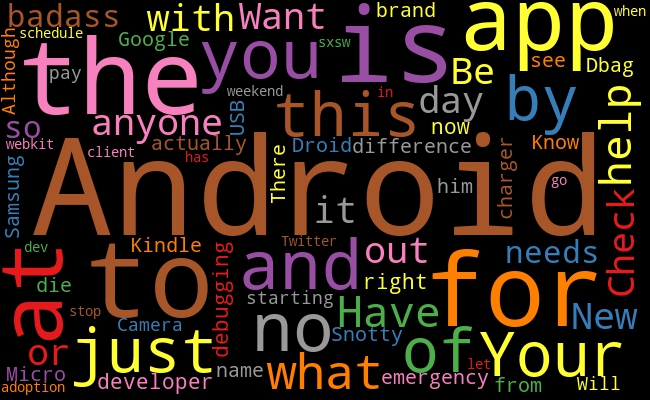 badass
with
Want
brand
app
when
schedule
Google
sxsw
you
is
Although
the
pay
Be
see
Dbag
weekend
in
day
by
help
so
anyone
USB
this
now
actually
Droid
difference
Know
webkit
client
has
There
charger
Samsung
Android
him
go
it
Check
at
dev
to
Kindle
Twitter
and
out
for
needs
die
debugging
right
stop
starting
Have
New
Camera
no
Snotty
of
or
just
Your
let
Micro
name
what
emergency
adoption
developer
from
Will